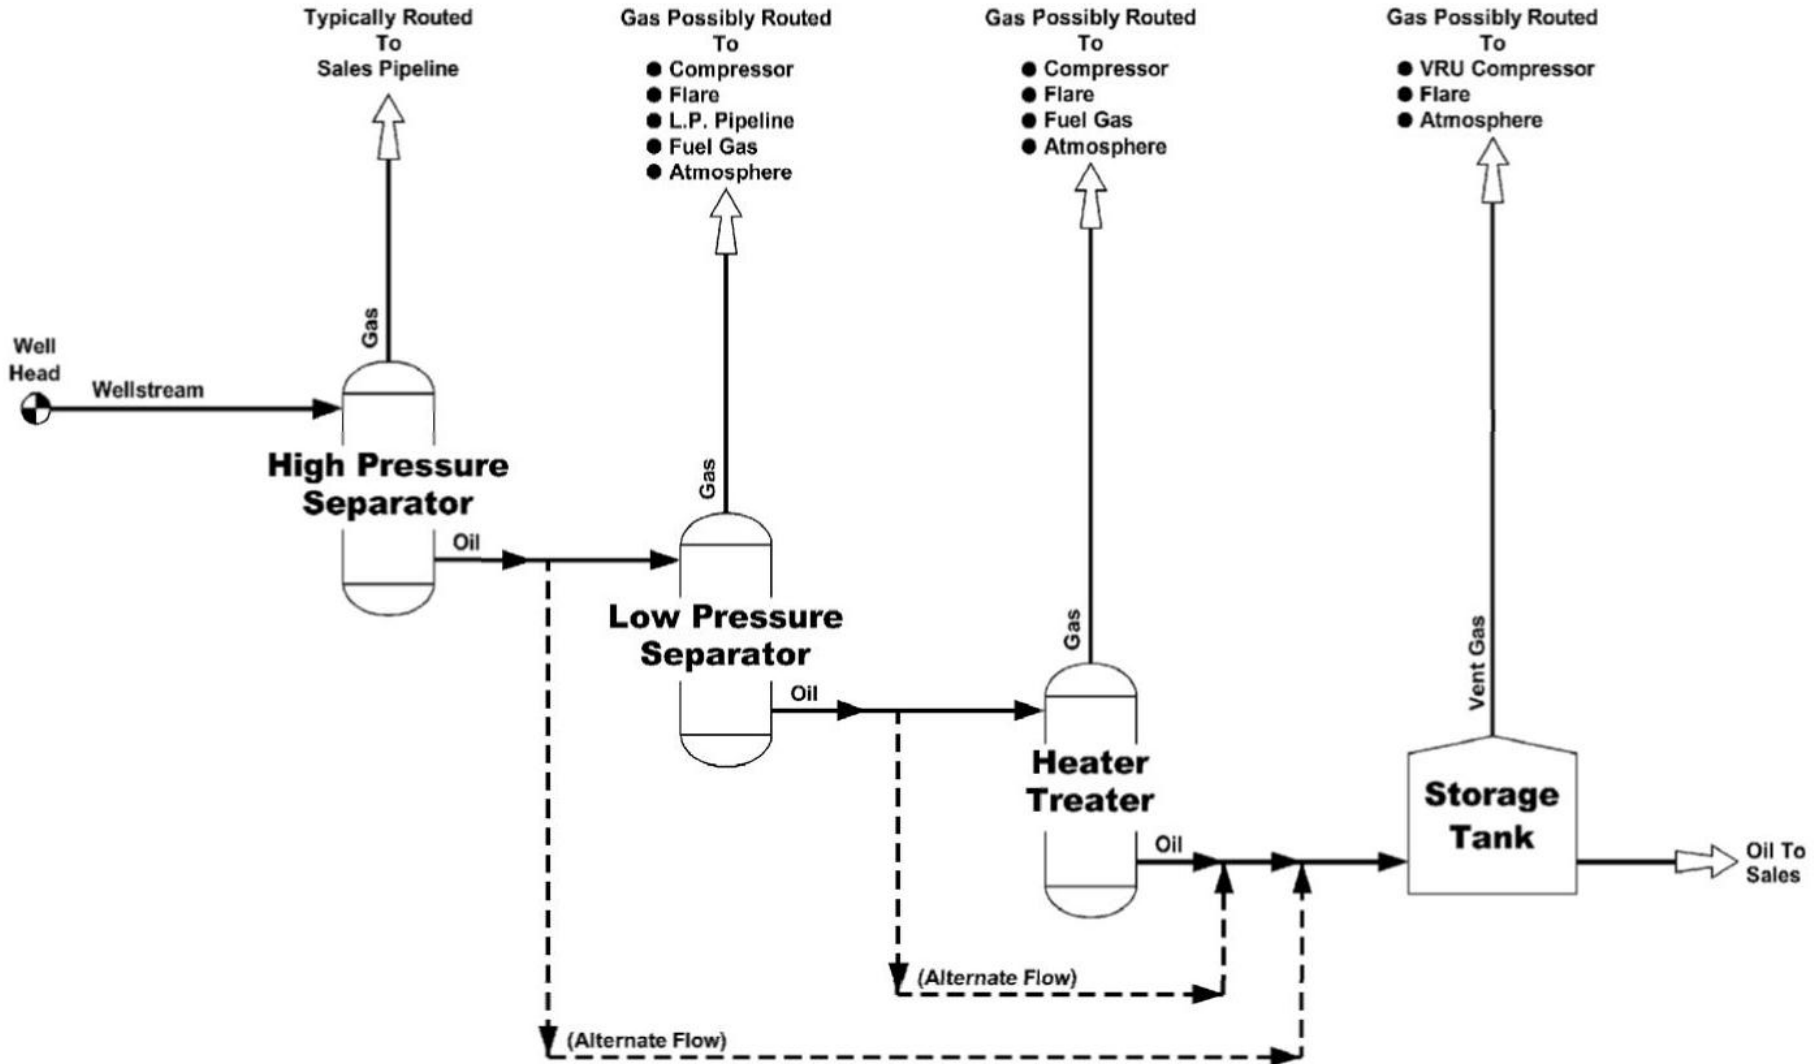 Typically Routed
To
Sales Pipeline
Gas Possibly Routed
To
● Compressor
● Flare
● L.P. Pipeline
● Fuel Gas
● Atmosphere
Gas Possibly Routed
To
● Compressor
● Flare
● Fuel Gas
● Atmosphere
Gas Possibly Routed
To
● VRU Compressor
● Flare
● Atmosphere
Gas
Well
Head
Wellstream
High Pressure
Separator
Oil
Gas
Low Pressure
Separator
Oil
Gas
Heater
Treater
Oil
Vent Gas
Storage
Tank
Oil To
Sales
(Alternate Flow)
(Alternate Flow)